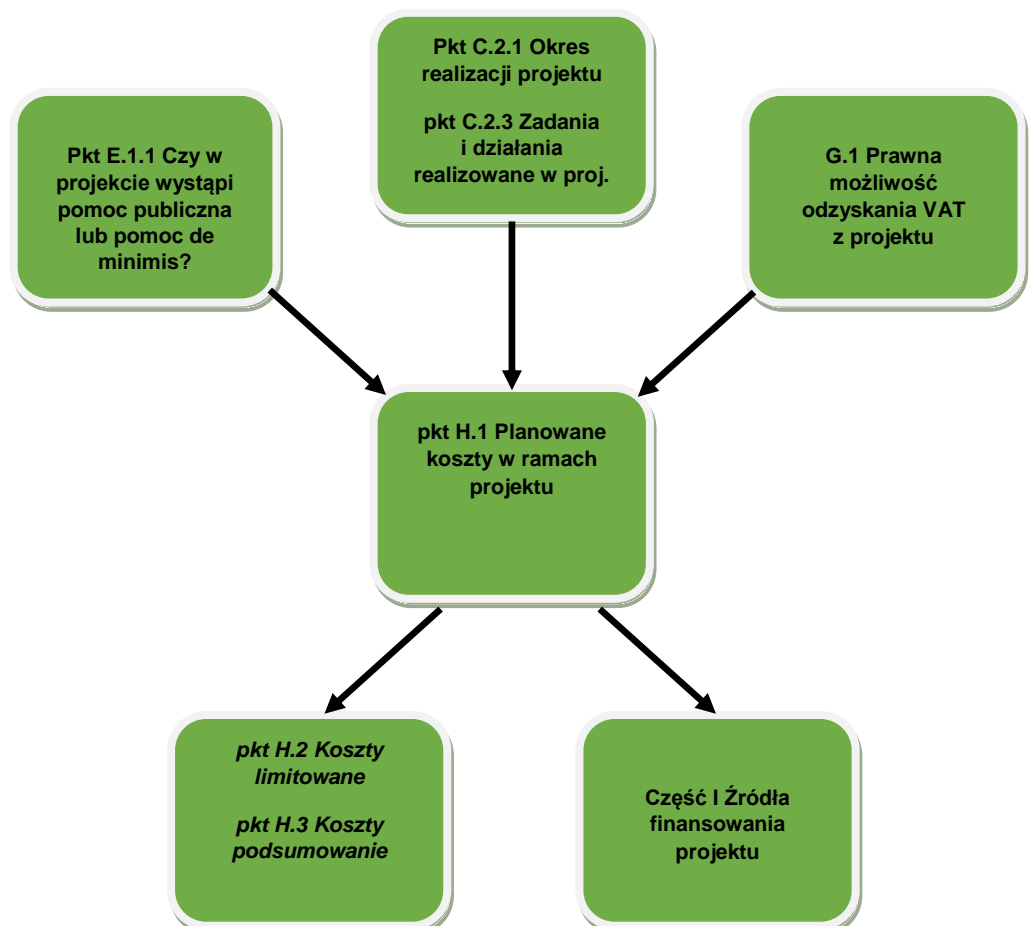 Pkt C.2.1 Okres
realizacji projektu
pkt C.2.3 Zadania
i działania
realizowane w proj.
Pkt E.1.1 Czy w
projekcie wystąpi
pomoc publiczna
lub pomoc de
minimis?
G.1 Prawna
możliwość
odzyskania VAT
z projektu
pkt H.1 Planowane
koszty w ramach
projektu
pkt H.2 Koszty
limitowane
pkt H.3 Koszty
podsumowanie
Część I Źródła
finansowania
projektu